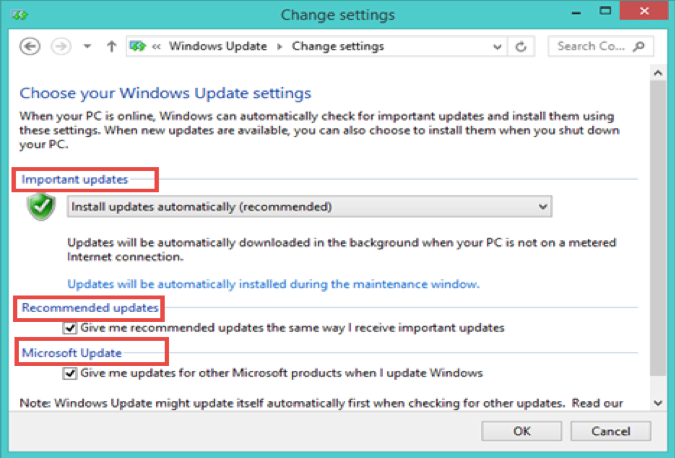 Change settings
« Windows Update ▸ Change settings
Search Co...
Choose your Windows Update settings
When your PC is online, Windows can automatically check for important updates and install them using
these settings. When new updates are available, you can also choose to install them when you shut down
your PC.
Important updates
Install updates automatically (recommended)
Updates will be automatically downloaded in the background when your PC is not on a metered
Internet connection.
Updates will be automatically installed during the maintenance window.
Recommended updates
Give me recommended updates the same way I receive important updates
Microsoft Update
Give me updates for other Microsoft products when I update Windows
Note: Windows Update might update itself automatically first when checking for other updates. Read our
OK
Cancel